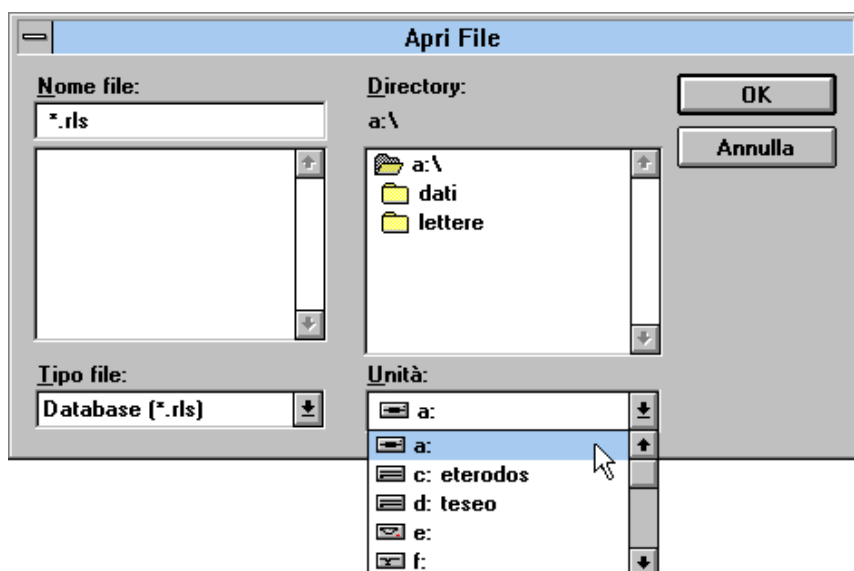 Apri File
Nome file:
*.rls
Tipo file:
Database (*.rls)
Directory:
a:\
a:\
dati
lettere
Unità:
a:
a:
c: eterodos
d: teseo
e:
f:
OK
Annulla